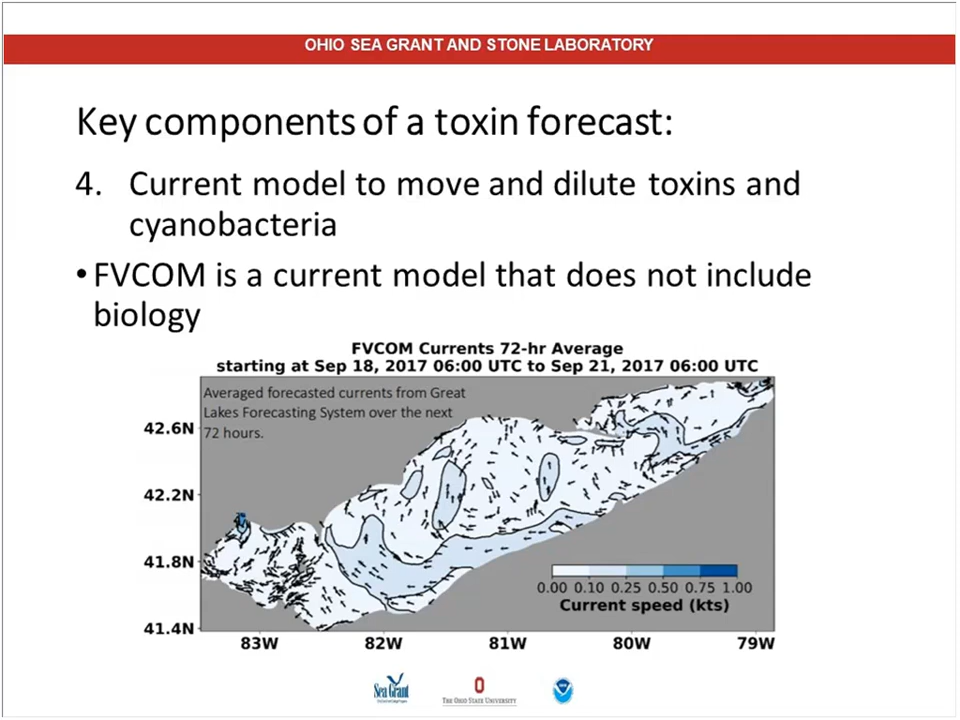 OHIO SEA GRANT AND STONE LABORATORY
Key components of a toxin forecast:
4. Current model to move and dilute toxins and
cyanobacteria
• FVCOM is a current model that does not include
biology
FVCOM Currents 72-hr Average
starting at Sep 18, 2017 06:00 UTC to Sep 21, 2017 06:00 UTC
Averaged forecasted currents from Great
Lakes Forecasting System over the next
72 hours.
42.6N
42.2N
41.8N
41.4N
0.00 0.10 0.25 0.50 0.75 1.00
Current speed (kts)
83W 82W 81W 80W 79W
Sea Grant
THE OHIO STATE UNIVERSITY